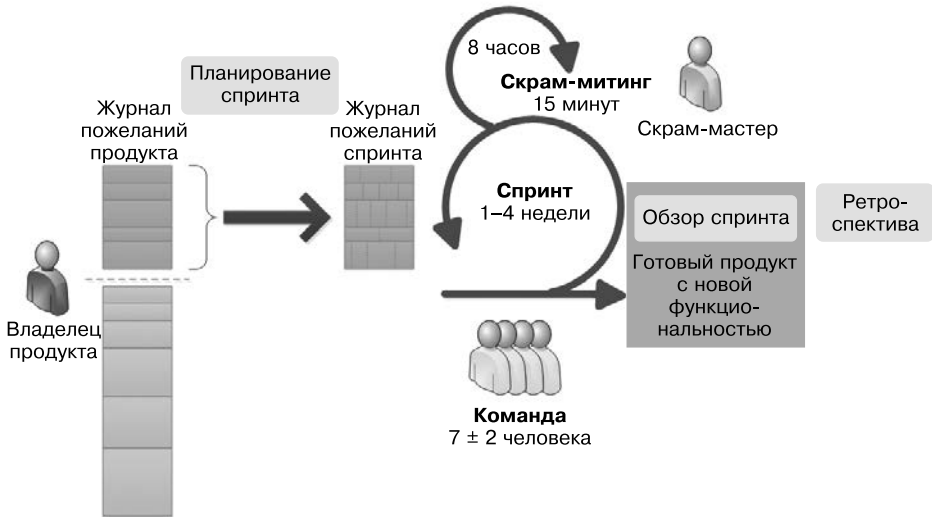 8 часов
Планирование
спринта
Скрам-митинг
15 минут
Скрам-мастер
Журнал
пожеланий
продукта
Журнал
пожеланий
спринта
Спринт
1–4 недели
Обзор спринта
Ретро-
спектива
Готовый продукт
с новой
функцио-
нальностью
Владелец
продукта
Команда
7 ± 2 человека